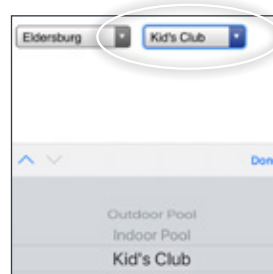 Eldersburg Kid's Club
Don
Outdoor Pool
Indoor Pool
Kid's Club